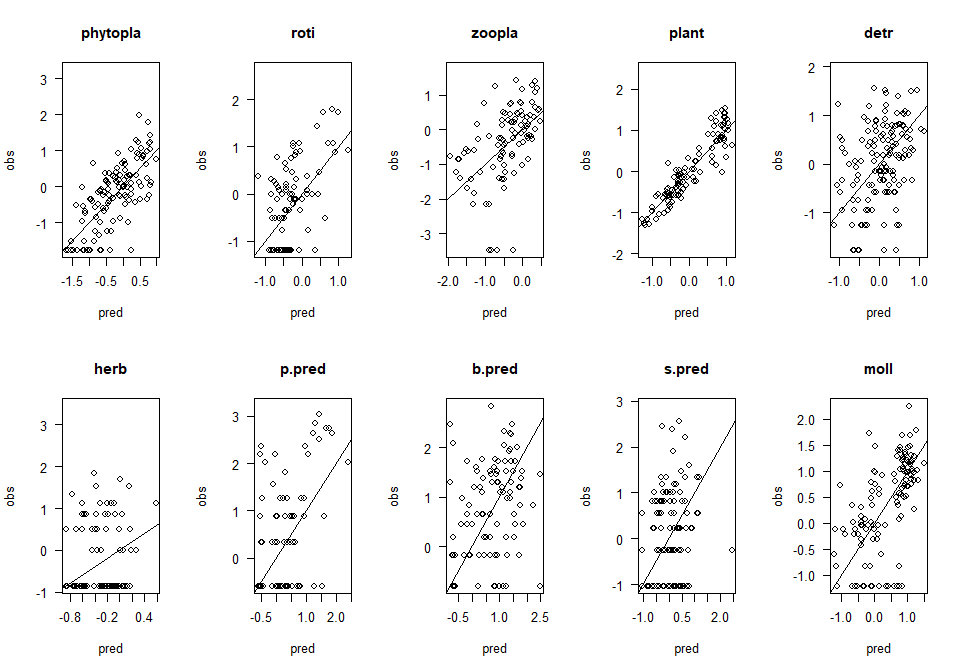 phytopla roti zoopla plant detr
3 2 1 0 -1
obs
-1.5 -0.5 0.5
pred
2 1 0 -1
obs
-1.0 0.0 1.0
pred
1 0 -1 -3
obs
-2.0 -1.0 0.0
pred
2 1 0 -1 -2
obs
-1.0 0.0 1.0
pred
2 1 0 -1
obs
-1.0 0.0 1.0
pred
herb p.pred b.pred s.pred moll
3 2 1 0 -1
obs
-0.8 -0.2 0.4
pred
3 2 1 0
obs
-0.5 1.0 2.0
pred
2 1 0
obs
-0.5 1.0 2.5
pred
3 2 1 0 -1
obs
-1.0 0.5 2.0
pred
2.0 1.5 1.0 0.5 0.0 -0.5 -1.0
obs
-1.0 0.0 1.0
pred